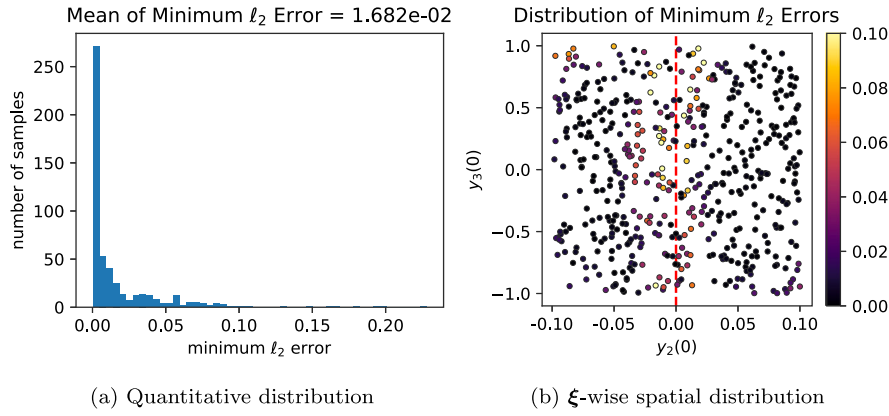 Mean of Minimum ℓ₂ Error = 1.682e-02
250
200
150
100
50
0
number of samples
0.00 0.05 0.10 0.15 0.20
minimum ℓ₂ error
(a) Quantitative distribution
Distribution of Minimum ℓ₂ Errors
1.0
0.5
0.0
−0.5
−1.0
y₃(0)
−0.10 −0.05 0.00 0.05 0.10
y₂(0)
0.10
0.08
0.06
0.04
0.02
0.00
(b) ξ-wise spatial distribution